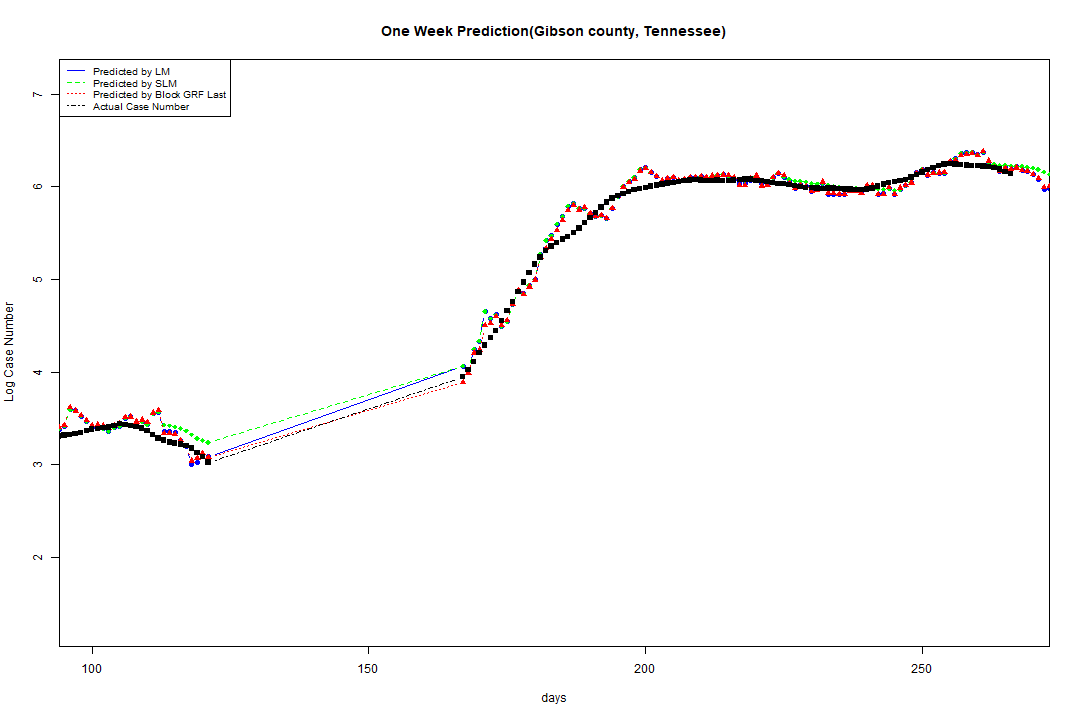 One Week Prediction(Gibson county, Tennessee)
Predicted by LM
Predicted by SLM
Predicted by Block GRF Last
Actual Case Number
7
6
5
4
3
2
Log Case Number
100 150 200 250
days